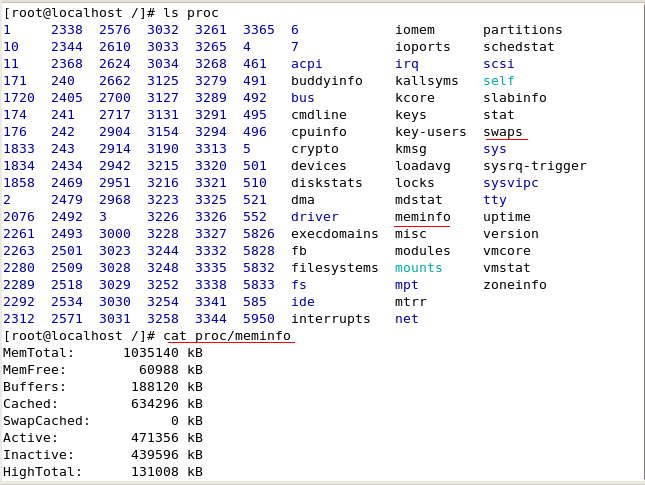 [root@localhost /]# ls proc
1     2338  2576  3032  3261  3365  6            iomem      partitions
10    2344  2610  3033  3265  4     7            ioports    schedstat
11    2368  2624  3034  3268  461   acpi         irq        scsi
171   240   2662  3125  3279  491   buddyinfo    kallsyms   self
1720  2405  2700  3127  3289  492   bus          kcore      slabinfo
174   241   2717  3131  3291  495   cmdline      keys       stat
176   242   2904  3154  3294  496   cpuinfo      key-users  swaps
1833  243   2914  3190  3313  5     crypto       kmsg       sys
1834  2434  2942  3215  3320  501   devices      loadavg    sysrq-trigger
1858  2469  2951  3216  3321  510   diskstats    locks      sysvipc
2     2479  2968  3223  3325  521   dma          mdstat     tty
2076  2492  3     3226  3326  552   driver       meminfo    uptime
2261  2493  3000  3228  3327  5826  execdomains  misc       version
2263  2501  3023  3244  3332  5828  fb           modules    vmcore
2280  2509  3028  3248  3335  5832  filesystems  mounts     vmstat
2289  2518  3029  3252  3338  5833  fs           mpt        zoneinfo
2292  2534  3030  3254  3341  585   ide          mtrr
2312  2571  3031  3258  3344  5950  interrupts   net
[root@localhost /]# cat proc/meminfo
MemTotal:      1035140 kB
MemFree:         60988 kB
Buffers:        188120 kB
Cached:         634296 kB
SwapCached:          0 kB
Active:         471356 kB
Inactive:       439596 kB
HighTotal:      131008 kB